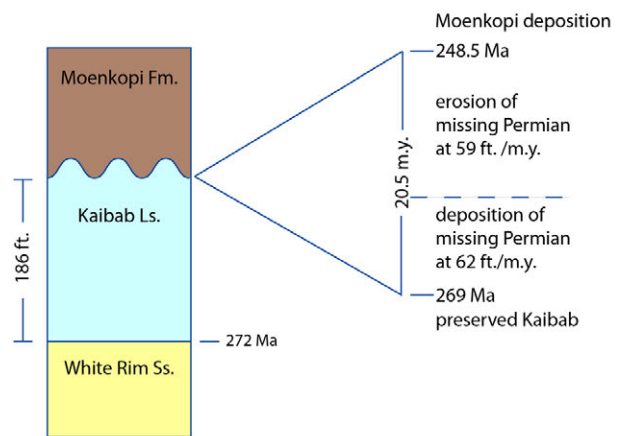 Moenkopi deposition
248.5 Ma
Moenkopi Fm.
erosion of
missing Permian
at 59 ft./m.y.
20.5 m.y.
Kaibab Ls.
186 ft.
deposition of
missing Permian
at 62 ft./m.y.
269 Ma
preserved Kaibab
272 Ma
White Rim Ss.